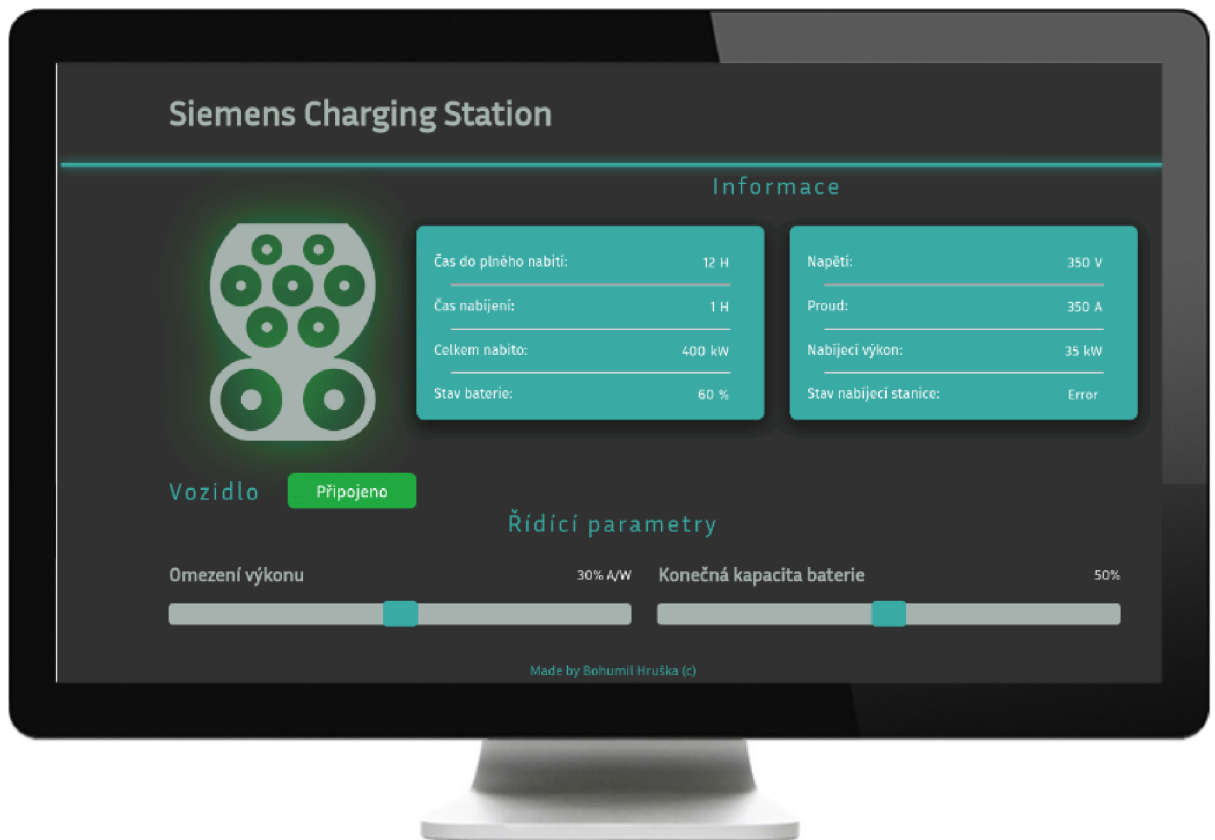 Siemens Charging Station
Informace
Čas do plného nabití: 12 H
Čas nabíjení: 1 H
Celkem nabito: 400 kW
Stav baterie: 60 %
Napětí: 350 V
Proud: 350 A
Nabíjecí výkon: 35 kW
Stav nabíjecí stanice: Error
Vozidlo Připojeno
Řídící parametry
Omezení výkonu 30% A/W
Konečná kapacita baterie 50%
Made by Bohumil Hruška (c)